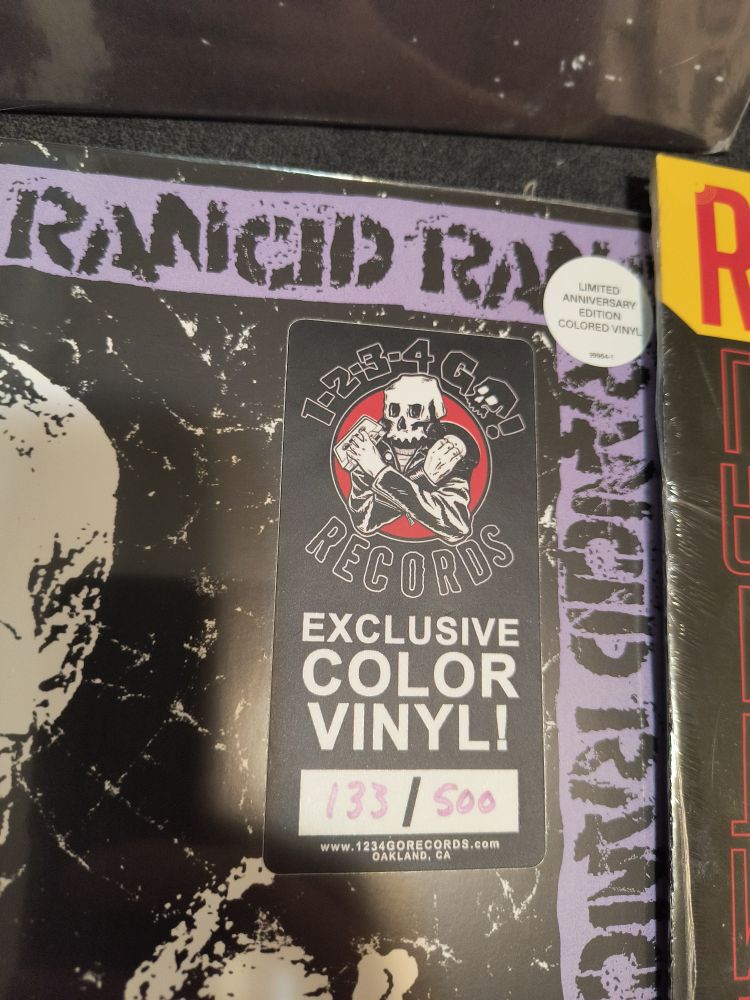 RANCID RAN
LIMITED
ANNIVERSARY
EDITION
COLORED VINYL
R
1-2-3-4 GO!
RECORDS
EXCLUSIVE
COLOR
VINYL!
133 / 500
www.1234GORECORDS.com
OAKLAND, CA
RANCID RANC